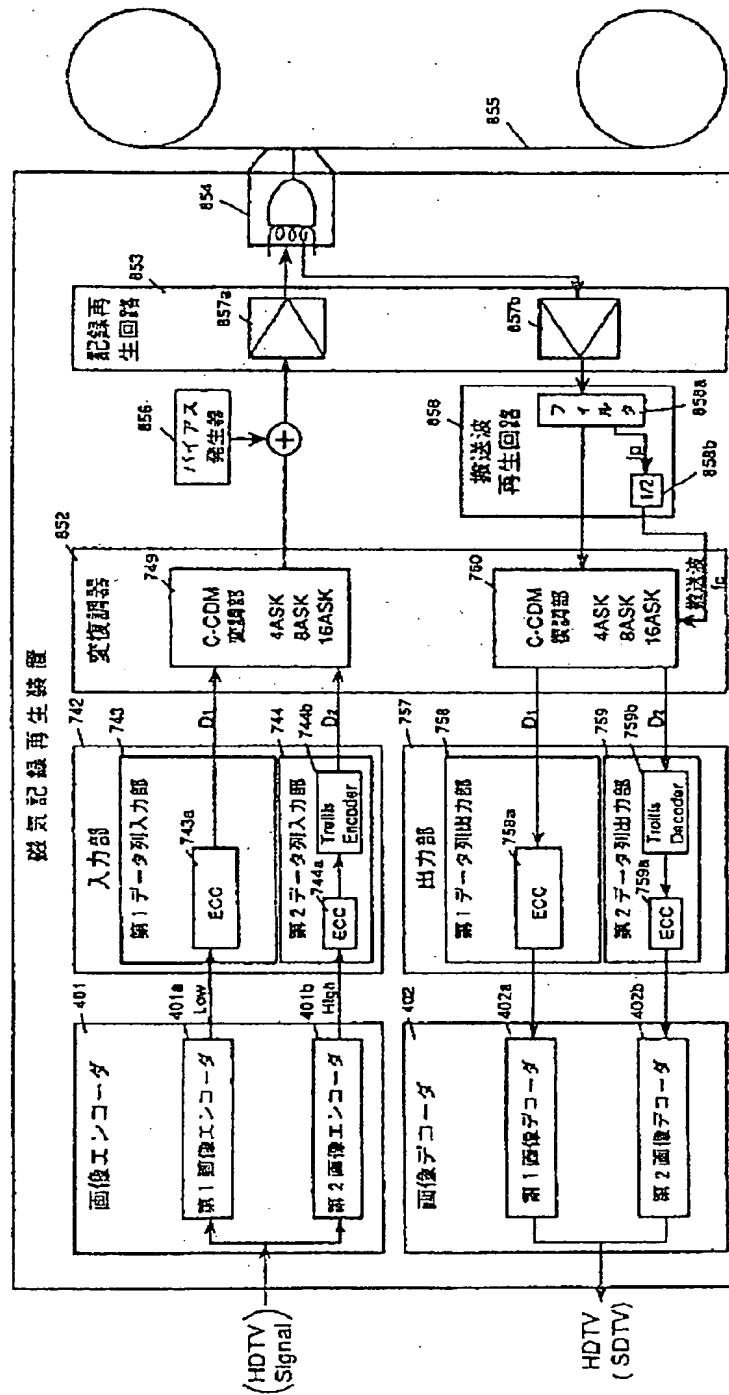 磁気記録再生装置
(HDTV
Signal)
画像エンコーダ
401
第1画像エンコーダ
401a
Low
第2画像エンコーダ
401b
High
入力部
742
743
第1データ列入力部
743a
ECC
D1
744
第2データ列入力部
744a
744b
ECC
Trellis
Encoder
D2
変復調器
852
749
C-CDM
変調部
4ASK
8ASK
16ASK
バイアス
発生器
856
+
記録再
生回路
853
857a
854
855
HDTV
(SDTV)
画像デコーダ
402
第1画像デコーダ
402a
第2画像デコーダ
402b
出力部
757
758
第1データ列出力部
758a
ECC
D1
759
第2データ列出力部
759a
759b
ECC
Trellis
Decoder
D2
760
C-CDM
復調部
4ASK
8ASK
16ASK
搬送波
fc
搬送波
再生回路
858
フィルタ
858a
1/2
858b
857b